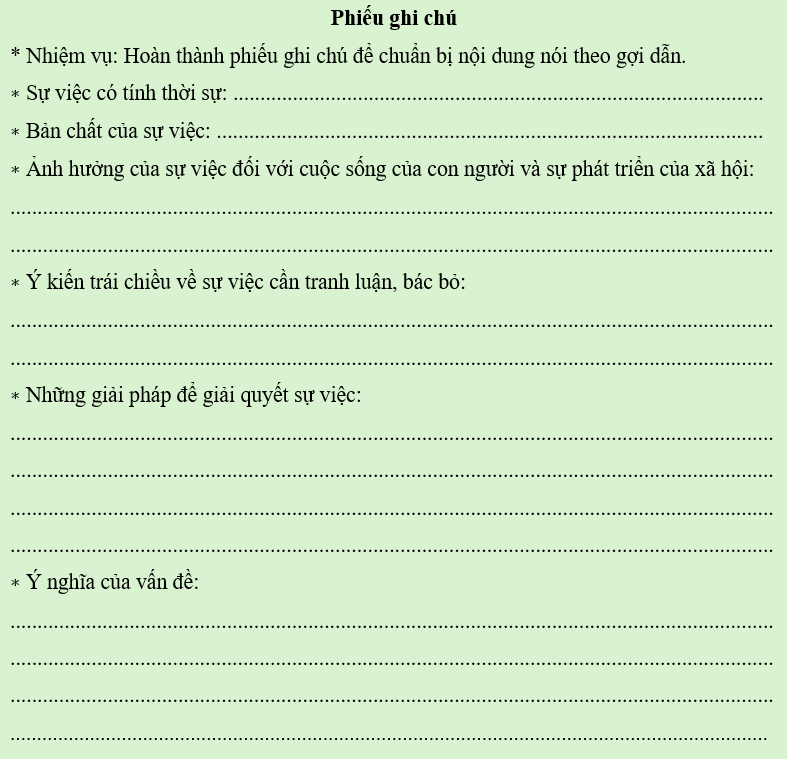 Phiếu ghi chú
* Nhiệm vụ: Hoàn thành phiếu ghi chú để chuẩn bị nội dung nói theo gợi dẫn.
* Sự việc có tính thời sự: ..................................................................................................
* Bản chất của sự việc: .....................................................................................................
* Ảnh hưởng của sự việc đối với cuộc sống của con người và sự phát triển của xã hội:
.............................................................................................................................................
.............................................................................................................................................
* Ý kiến trái chiều về sự việc cần tranh luận, bác bỏ:
.............................................................................................................................................
.............................................................................................................................................
* Những giải pháp để giải quyết sự việc:
.............................................................................................................................................
.............................................................................................................................................
.............................................................................................................................................
.............................................................................................................................................
* Ý nghĩa của vấn đề:
.............................................................................................................................................
.............................................................................................................................................
.............................................................................................................................................
............................................................................................................................................